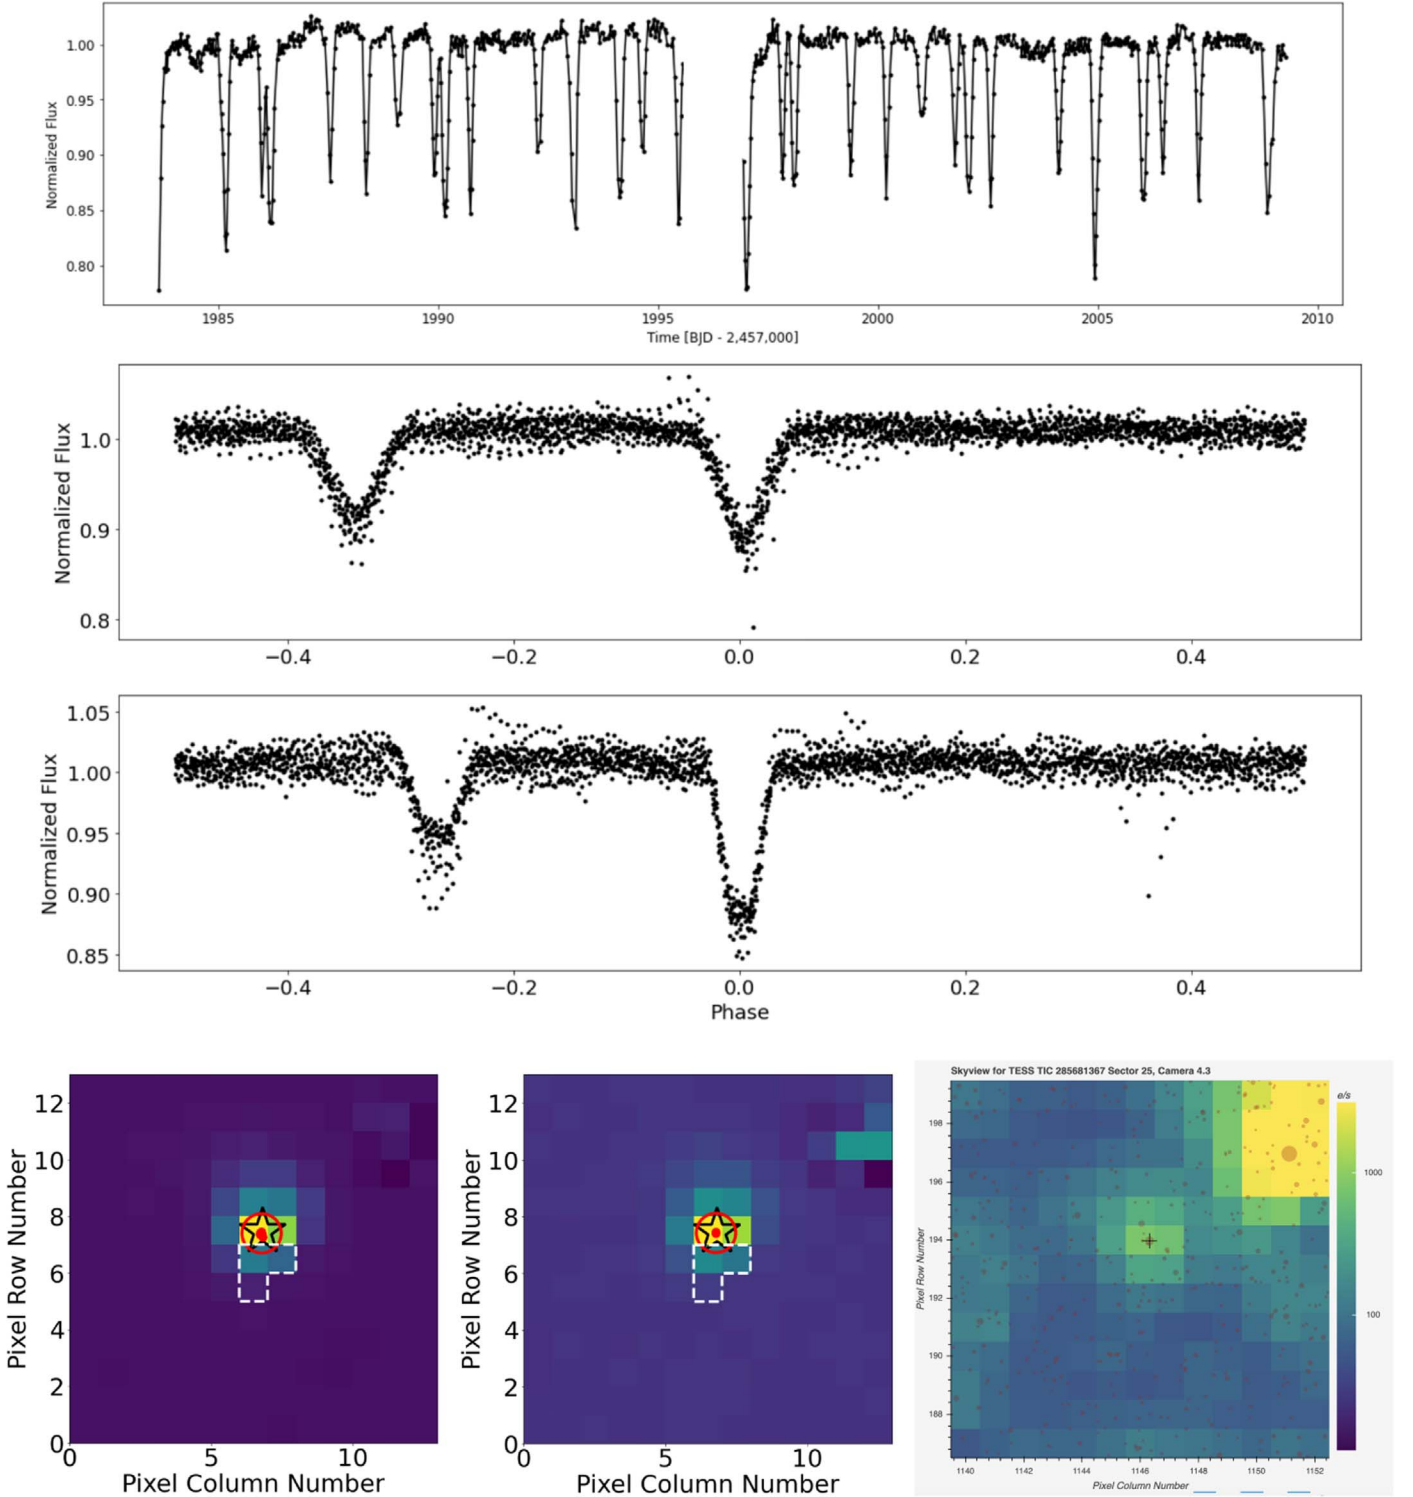 1.00
0.95
0.90
0.85
0.80
Normalized Flux
1985 1990 1995 2000 2005 2010
Time [BJD - 2,457,000]
1.0
0.9
0.8
Normalized Flux
−0.4 −0.2 0.0 0.2 0.4
1.05
1.00
0.95
0.90
0.85
Normalized Flux
−0.4 −0.2 0.0 0.2 0.4
Phase
12
10
8
6
4
2
0
Pixel Row Number
0 5 10
Pixel Column Number
12
10
8
6
4
2
0
Pixel Row Number
0 5 10
Pixel Column Number
Skyview for TESS TIC 285681367 Sector 25, Camera 4.3
198
196
194
192
190
188
Pixel Row Number
1140 1142 1144 1146 1148 1150 1152
Pixel Column Number
e/s
1000
100